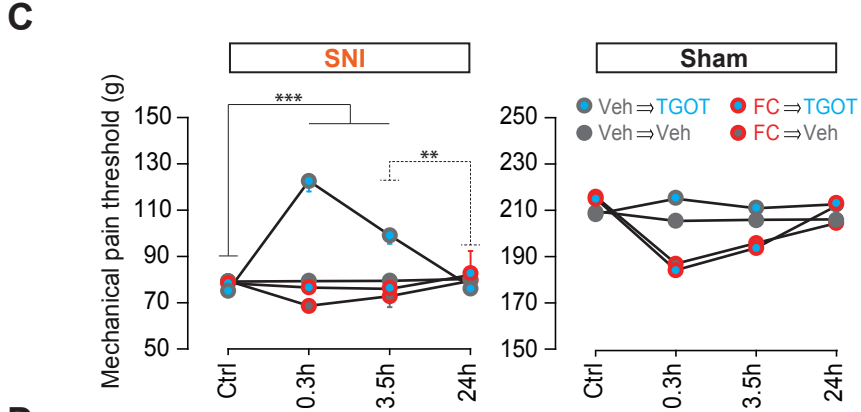 C
SNI
Sham
Mechanical pain threshold (g)
150
130
110
90
70
50
***
**
Ctrl
0.3h
3.5h
24h
250
230
210
190
170
150
Veh⇒TGOT
FC⇒TGOT
Veh⇒Veh
FC⇒Veh
Ctrl
0.3h
3.5h
24h